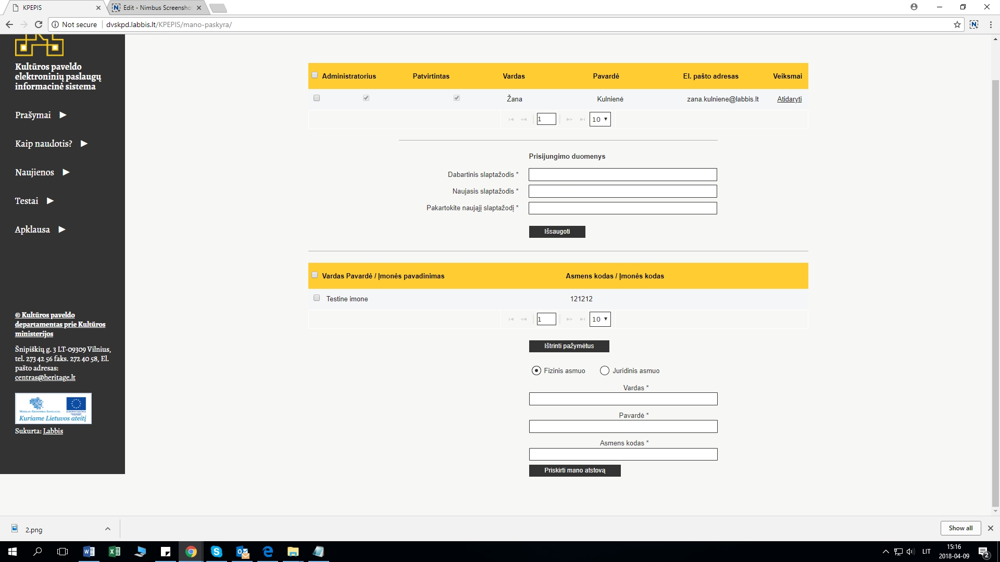 KPEPIS
Edit - Nimbus Screensho
Not secure
dvskpd.labbis.lt/KPEPIS/mano-paskyra/
Kultūros paveldo
elektroninių paslaugų
informacinė sistema
Prašymai
Kaip naudotis?
Naujienos
Testai
Apklausa
© Kultūros paveldo
departamentas prie Kultūros
ministerijos
Šnipiškių g. 3 LT-09309 Vilnius,
tel. 273 42 56 faks. 272 40 58, El.
pašto adresas:
centras@heritage.lt
Kuriame Lietuvos ateitį
Sukurta: Labbis
Administratorius Patvirtintas Vardas Pavardė El. pašto adresas Veiksmai
Žana Kulnienė zana.kulniene@labbis.lt Atidaryti
1 10
Prisijungimo duomenys
Dabartinis slaptažodis *
Naujasis slaptažodis *
Pakartokite naująjį slaptažodį *
Išsaugoti
Vardas Pavardė / Įmonės pavadinimas Asmens kodas / Įmonės kodas
Testine imone 121212
1 10
Ištrinti pažymėtus
Fizinis asmuo Juridinis asmuo
Vardas *
Pavardė *
Asmens kodas *
Priskirti mano atstovą
2.png
Show all
LIT
15:16
2018-04-09
2